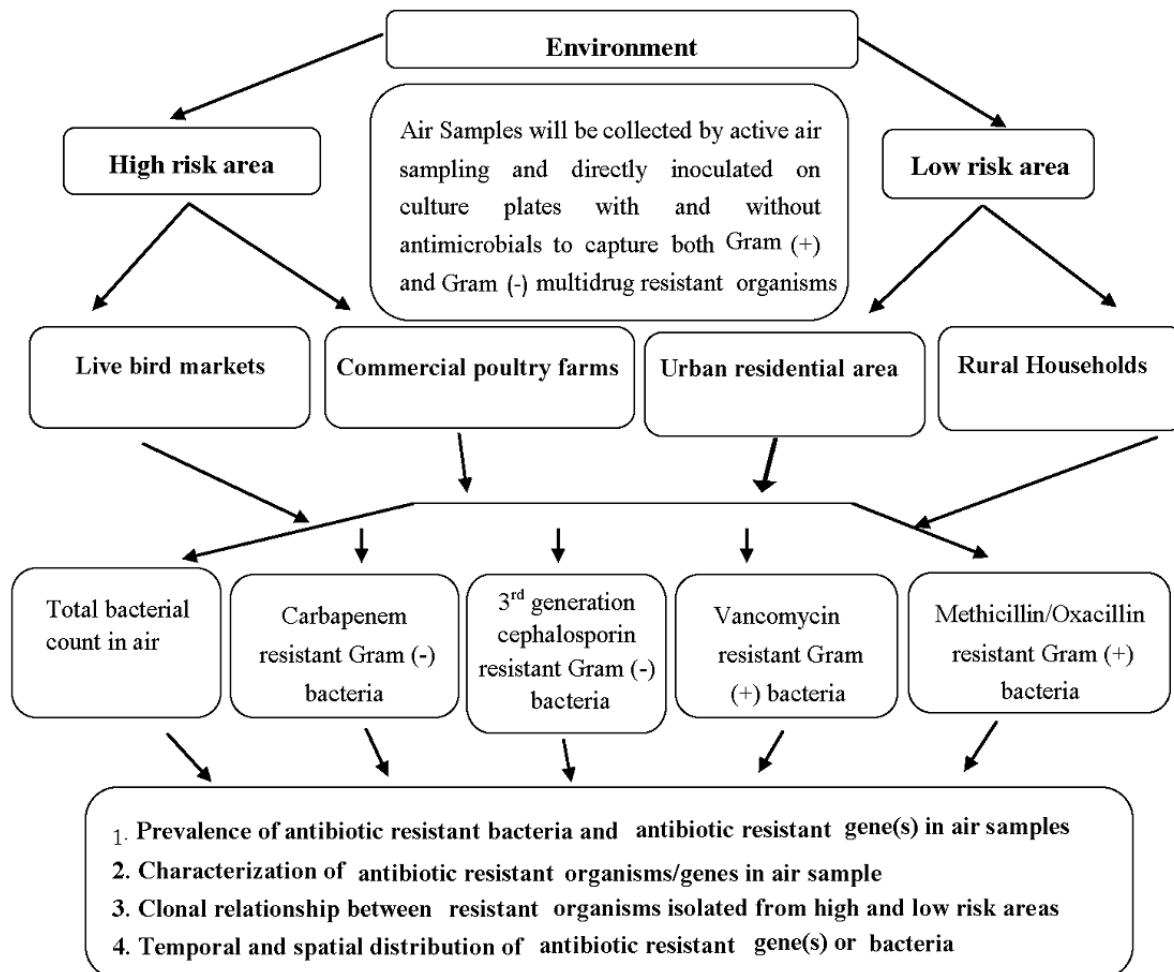 Environment
Air Samples will be collected by active air
sampling and directly inoculated on
culture plates with and without
antimicrobials to capture both Gram (+)
and Gram (-) multidrug resistant organisms
High risk area
Low risk area
Live bird markets
Commercial poultry farms
Urban residential area
Rural Households
Total bacterial
count in air
Carbapenem
resistant Gram (-)
bacteria
3rd generation
cephalosporin
resistant Gram (-)
bacteria
Vancomycin
resistant Gram
(+) bacteria
Methicillin/Oxacillin
resistant Gram (+)
bacteria
1. Prevalence of antibiotic resistant bacteria and antibiotic resistant gene(s) in air samples
2. Characterization of antibiotic resistant organisms/genes in air sample
3. Clonal relationship between resistant organisms isolated from high and low risk areas
4. Temporal and spatial distribution of antibiotic resistant gene(s) or bacteria